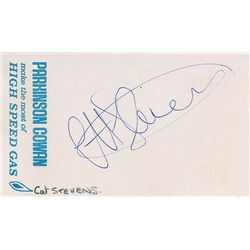 PARKINSON COWAN
make the most of
HIGH SPEED GAS
Cat STEVENS.